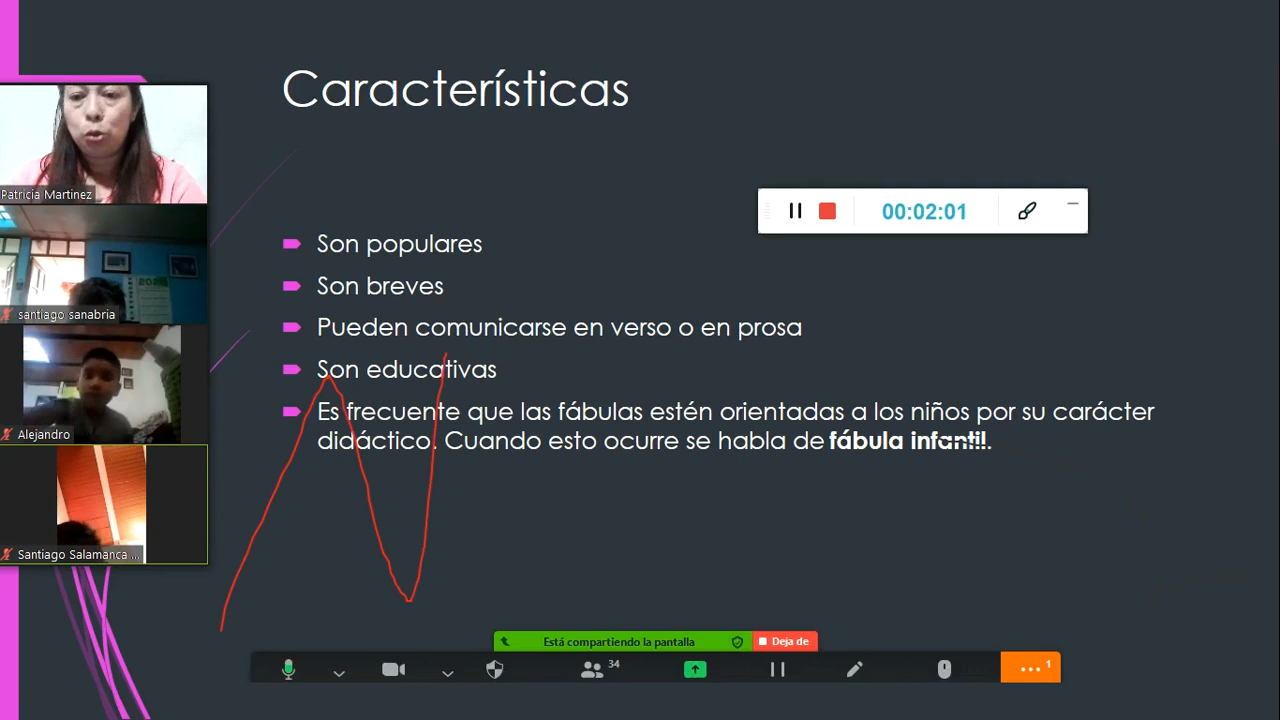 Características
Patricia Martinez
00:02:01
Son populares
Son breves
santiago sanabria
Pueden comunicarse en verso o en prosa
Son educativas
Es frecuente que las fábulas estén orientadas a los niños por su carácter
didáctico. Cuando esto ocurre se habla de fábula infantil.
Alejandro
Santiago Salamanca ...
Está compartiendo la pantalla
Deja de
34
1